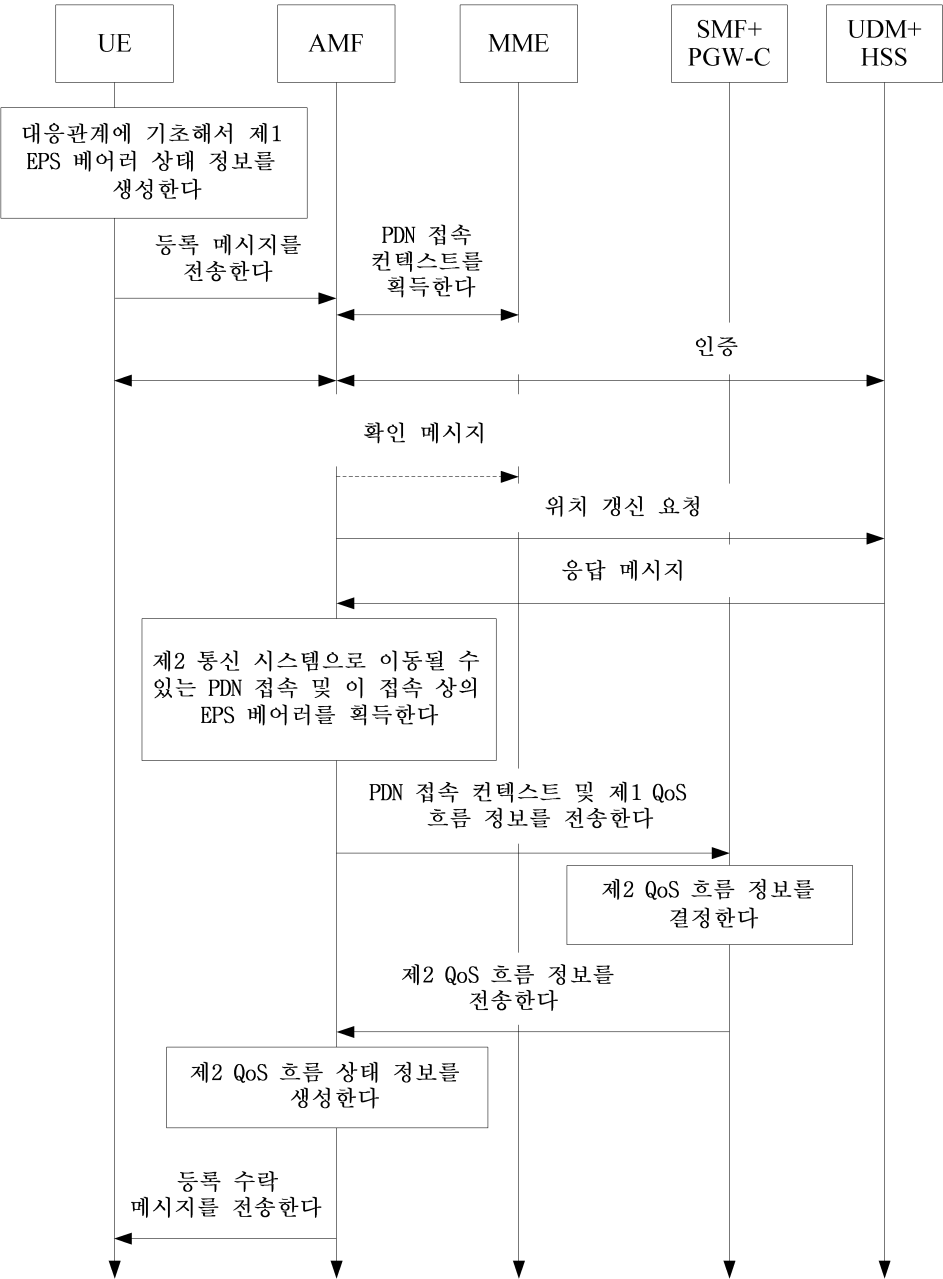 UE
AMF
MME
SMF+
PGW-C
UDM+
HSS
대응관계에 기초해서 제1
EPS 베어러 상태 정보를
생성한다
등록 메시지를
전송한다
PDN 접속
컨텍스트를
획득한다
인증
확인 메시지
위치 갱신 요청
응답 메시지
제2 통신 시스템으로 이동될 수
있는 PDN 접속 및 이 접속 상의
EPS 베어러를 획득한다
PDN 접속 컨텍스트 및 제1 QoS
흐름 정보를 전송한다
제2 QoS 흐름 정보를
결정한다
제2 QoS 흐름 정보를
전송한다
제2 QoS 흐름 상태 정보를
생성한다
등록 수락
메시지를 전송한다